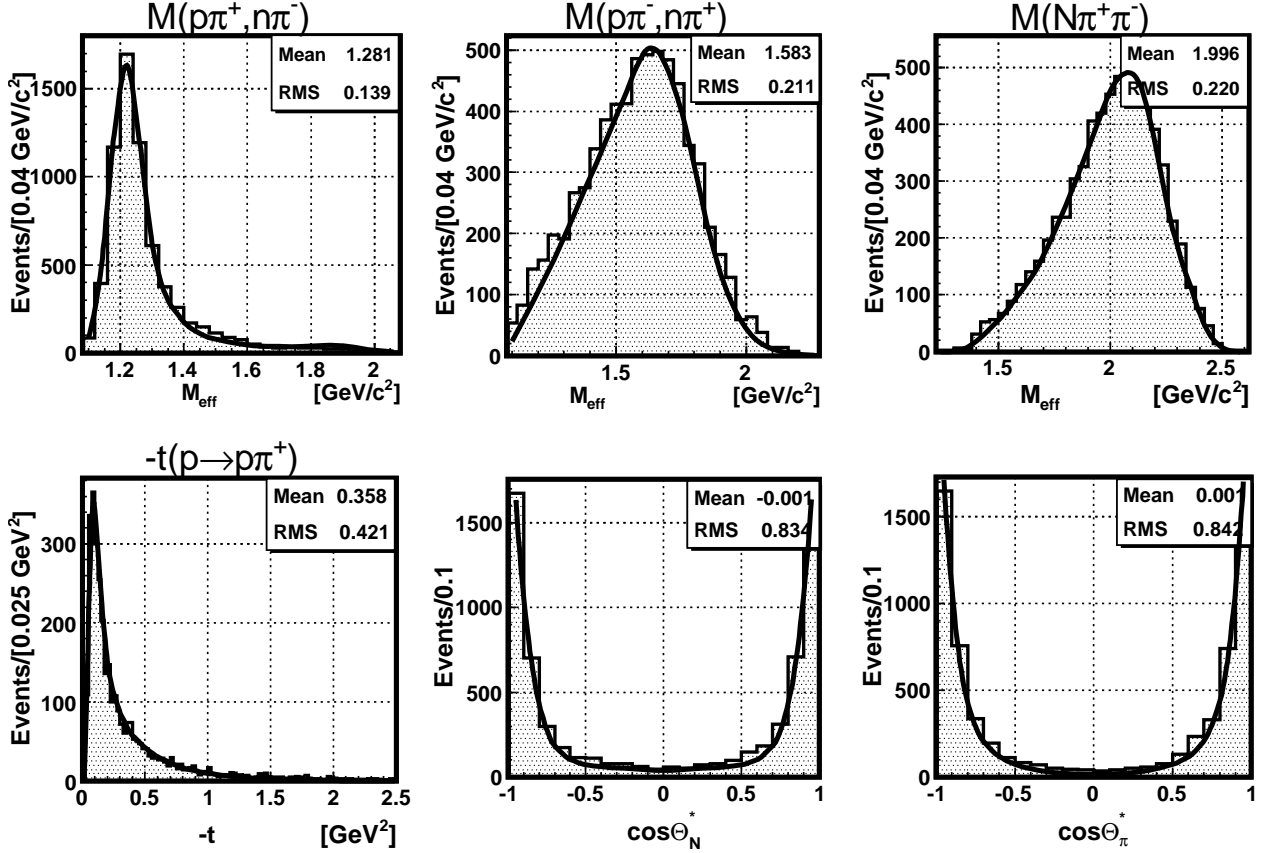 M(pπ⁺,nπ⁻)
Mean 1.281
RMS 0.139
Events/[0.04 GeV/c²]
1500
1000
500
0
1.2 1.4 1.6 1.8 2
M_eff [GeV/c²]
M(pπ⁻,nπ⁺)
Mean 1.583
RMS 0.211
Events/[0.04 GeV/c²]
500
400
300
200
100
0
1.5 2
M_eff [GeV/c²]
M(Nπ⁺π⁻)
Mean 1.996
RMS 0.220
Events/[0.04 GeV/c²]
500
400
300
200
100
0
1.5 2 2.5
M_eff [GeV/c²]
-t(p→pπ⁺)
Mean 0.358
RMS 0.421
Events/[0.025 GeV²]
300
200
100
0
0 0.5 1 1.5 2 2.5
-t [GeV²]
Mean -0.001
RMS 0.834
Events/0.1
1500
1000
500
0
-1 -0.5 0 0.5 1
cosΘ*_N
Mean 0.001
RMS 0.842
Events/0.1
1500
1000
500
0
-1 -0.5 0 0.5 1
cosΘ*_π